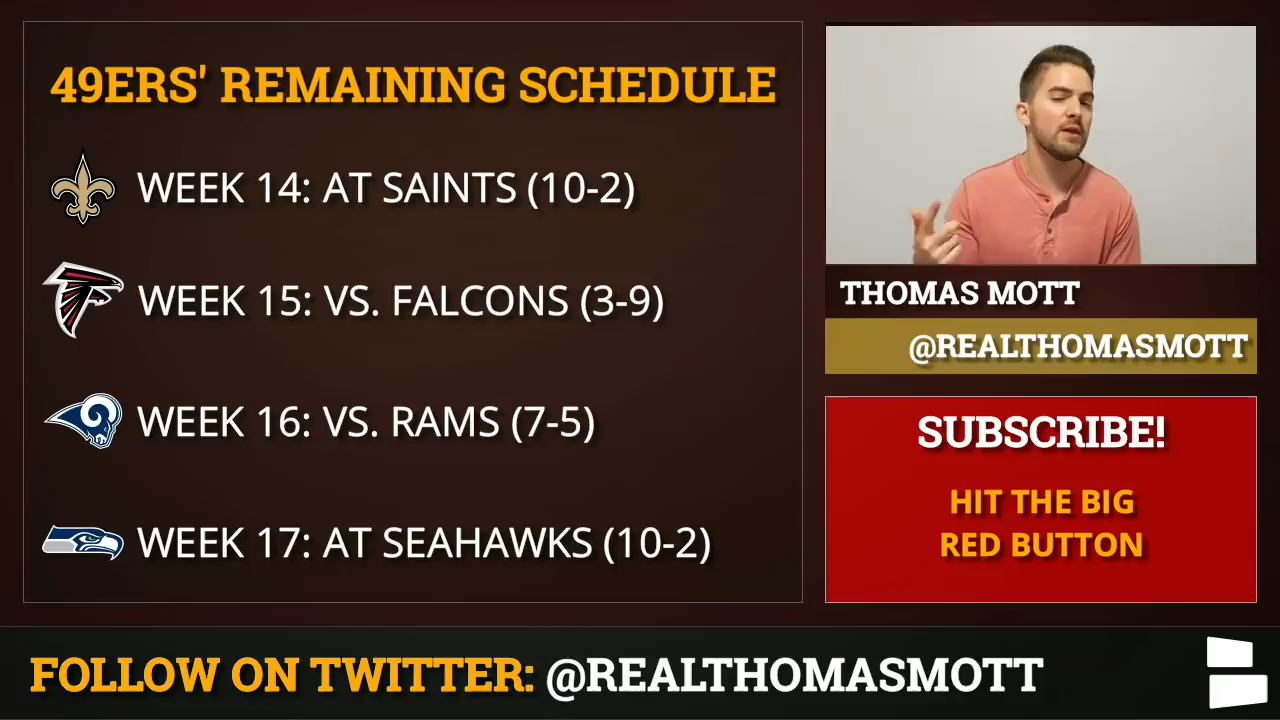 49ERS' REMAINING SCHEDULE
WEEK 14: AT SAINTS (10-2)
WEEK 15: VS. FALCONS (3-9)
WEEK 16: VS. RAMS (7-5)
WEEK 17: AT SEAHAWKS (10-2)
THOMAS MOTT
@REALTHOMASMOTT
SUBSCRIBE!
HIT THE BIG
RED BUTTON
FOLLOW ON TWITTER: @REALTHOMASMOTT